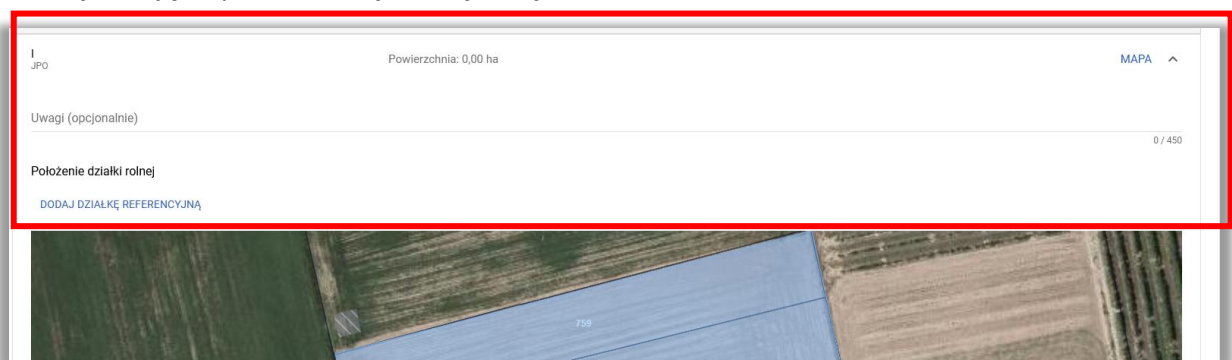 I
JPO
Powierzchnia: 0,00 ha
MAPA
Uwagi (opcjonalnie)
0 / 450
Położenie działki rolnej
DODAJ DZIAŁKĘ REFERENCYJNĄ
759